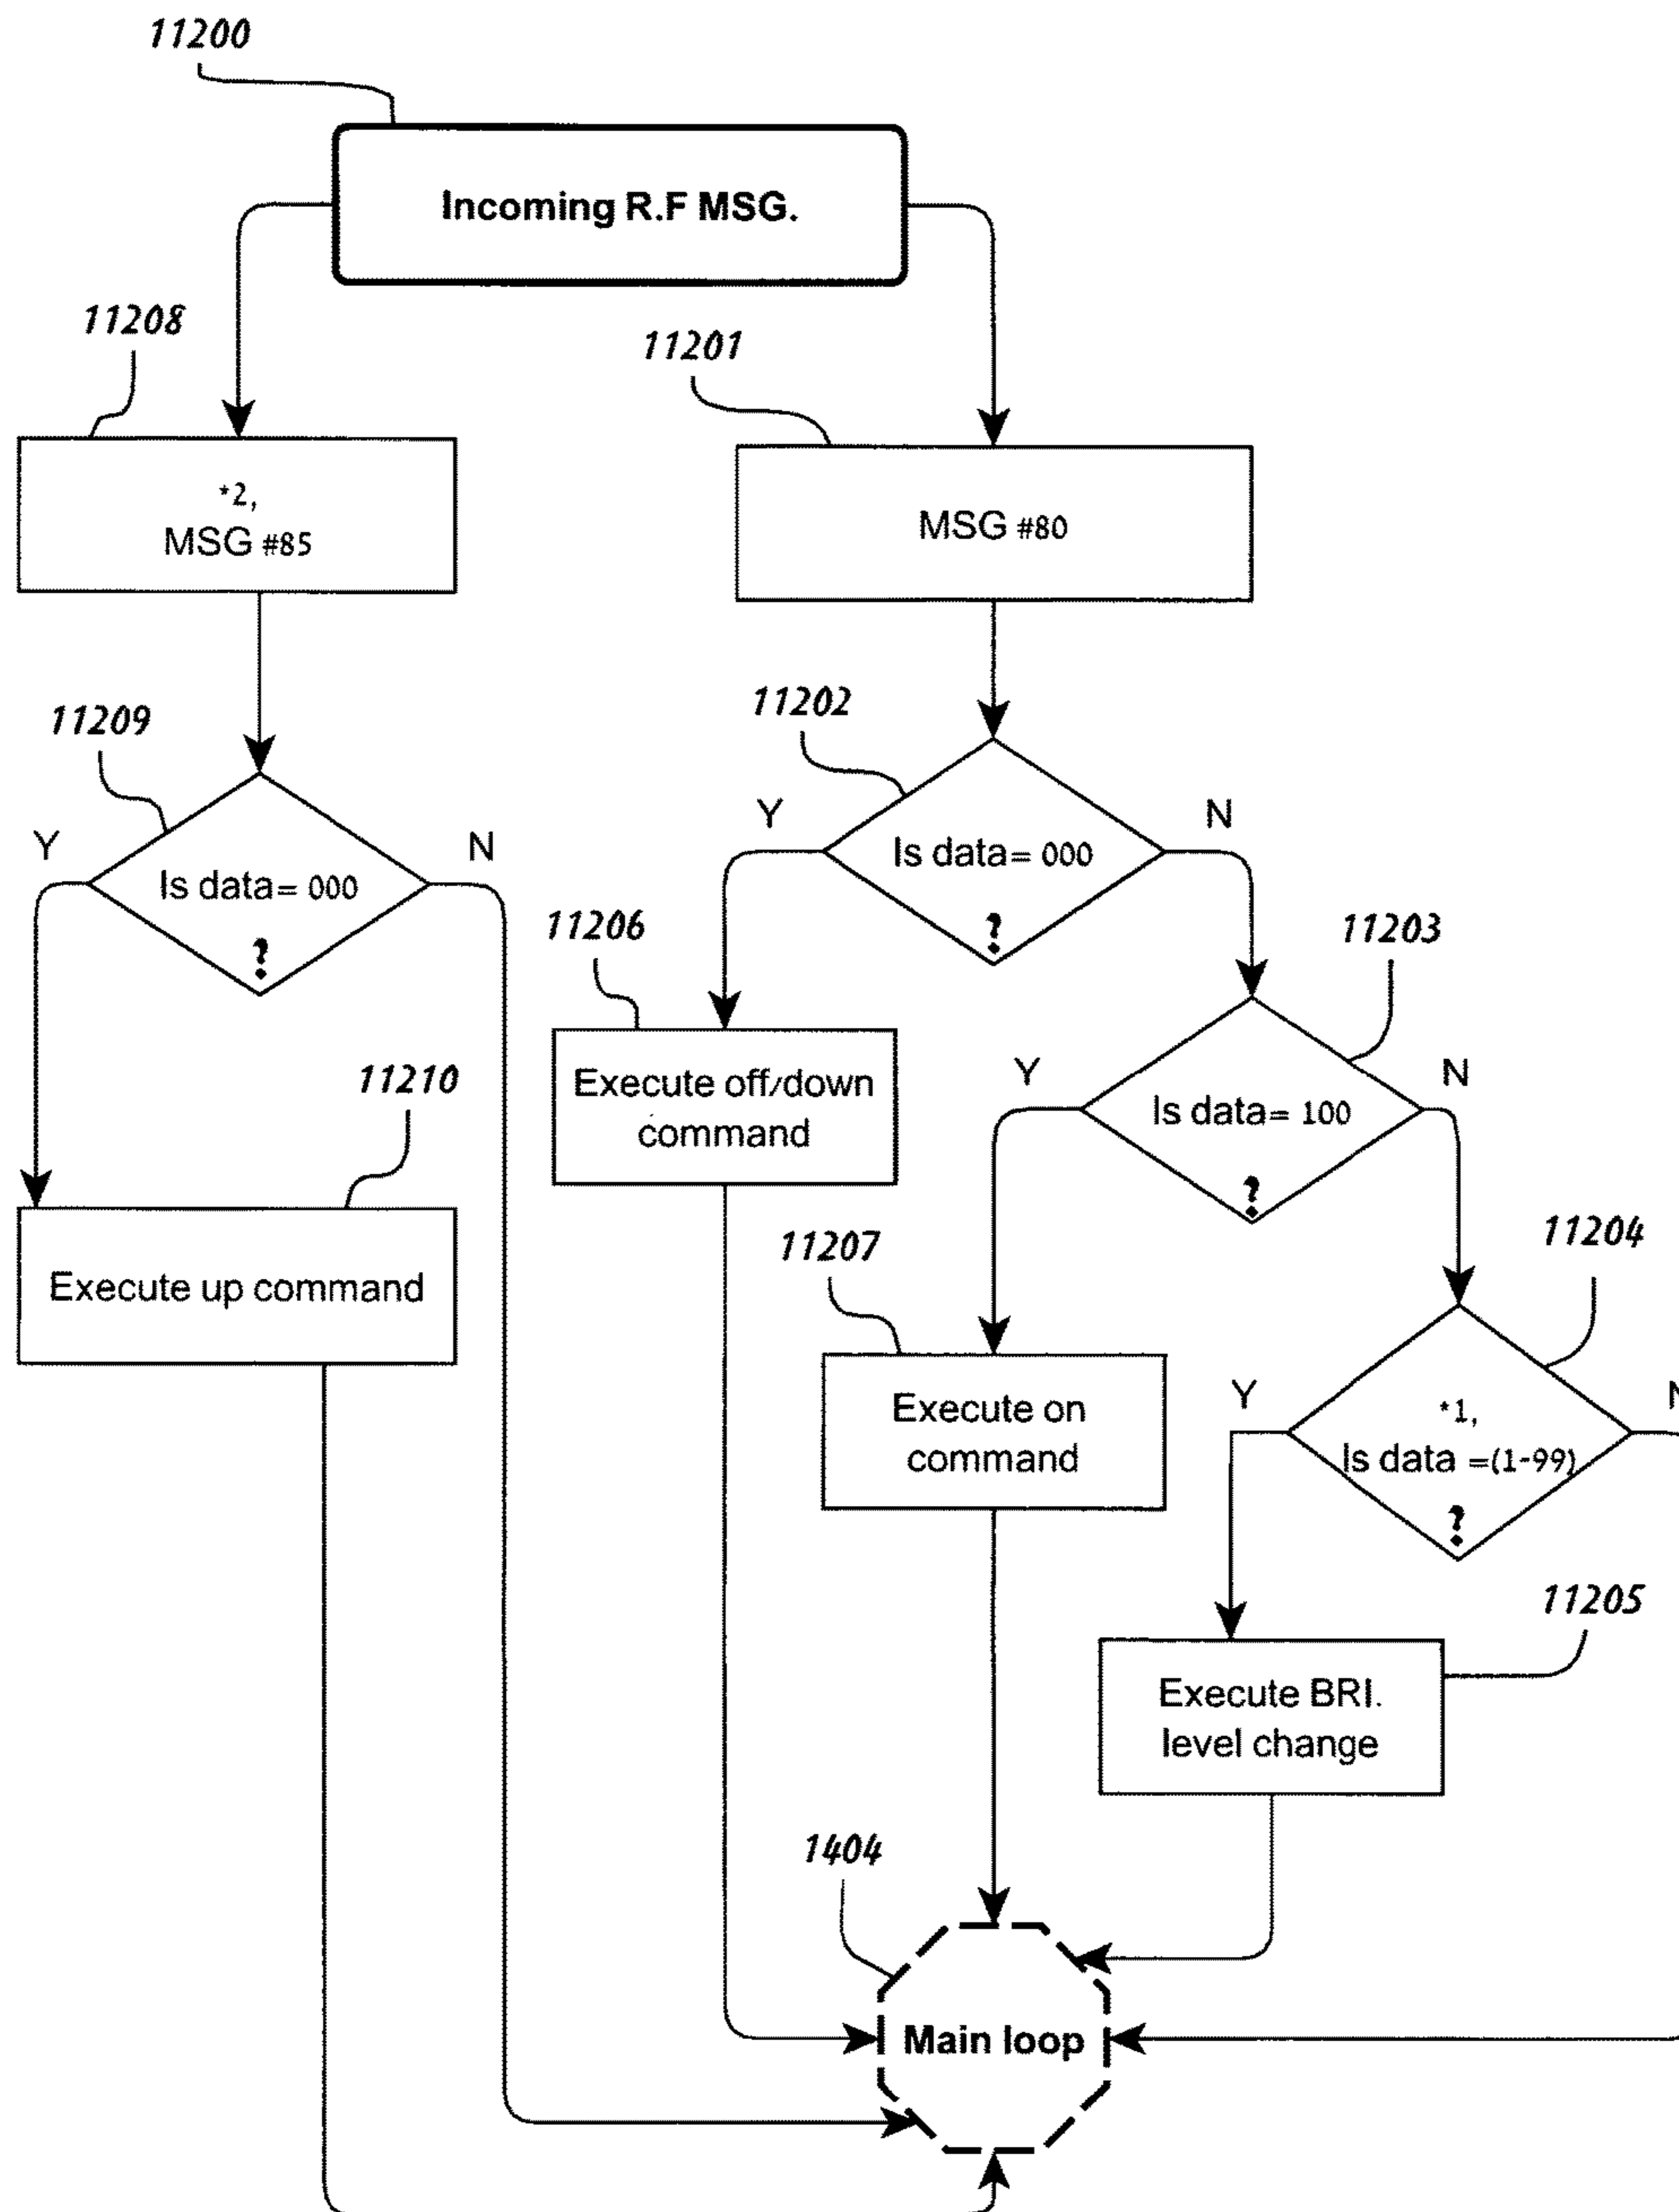 11200
Incoming R.F MSG.
11208
11201
*2,
MSG #85
MSG #80
11209
11202
Y
N
Is data= 000
?
Y
N
Is data= 000
?
11206
11203
Execute off/down
command
11210
Y
N
Is data= 100
?
Execute up command
11207
11204
Execute on
command
Y
N
*1,
Is data =(1-99)
?
11205
Execute BRI.
level change
1404
Main loop